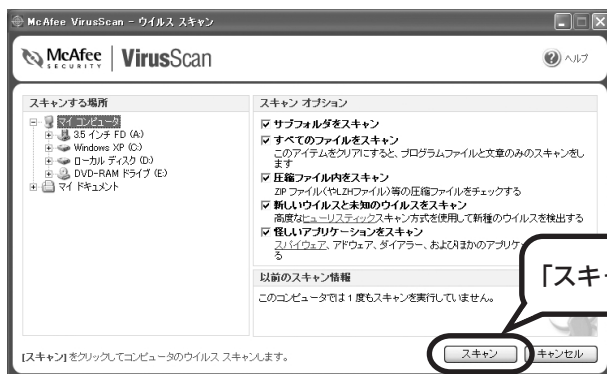 McAfee VirusScan - ウイルス スキャン
McAfee SECURITY VirusScan
ヘルプ
スキャンする場所
マイ コンピュータ
3.5 インチ FD (A:)
Windows XP (C:)
ローカル ディスク (D:)
DVD-RAM ドライブ (E:)
マイ ドキュメント
スキャン オプション
サブフォルダをスキャン
すべてのファイルをスキャン
このアイテムをクリアにすると、プログラムファイルと文章のみのスキャンをし
ます
圧縮ファイル内をスキャン
ZIP ファイル(やLZHファイル)等の圧縮ファイルをチェックする
新しいウイルスと未知のウイルスをスキャン
高度なヒューリスティックスキャン方式を使用して新種のウイルスを検出する
怪しいアプリケーションをスキャン
スパイウェア、アドウェア、ダイアラー、およびほかのアプリケ
る
以前のスキャン情報
このコンピュータでは 1 度もスキャンを実行していません。
「スキ
[スキャン] をクリックしてコンピュータのウイルス スキャンします。
スキャン
キャンセル